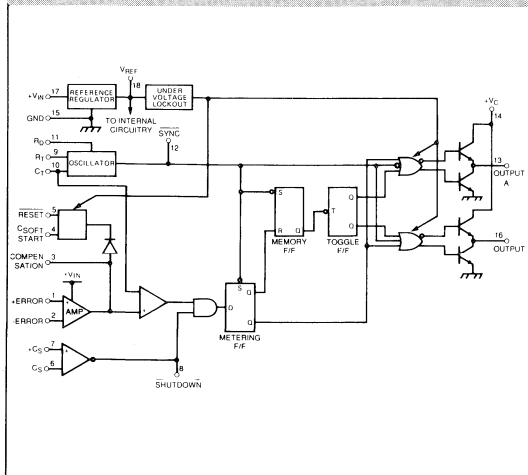 +VIN 17
REFERENCE
REGULATOR
VREF
18
UNDER
VOLTAGE
LOCKOUT
+VC
14
GND 15
TO INTERNAL
CIRCUITRY
SYNC
12
RD 11
RT 9
CT 10
OSCILLATOR
13
OUTPUT
A
RESET 5
CSOFT 4
START
S
R Q
MEMORY
F/F
T
Q
Q
TOGGLE
F/F
16
OUTPUT
COMPEN 3
SATION
+VIN
+ERROR 1
-ERROR 2
AMP
S
D Q
Q
METERING
F/F
+CS 7
CS 6
8
SHUTDOWN